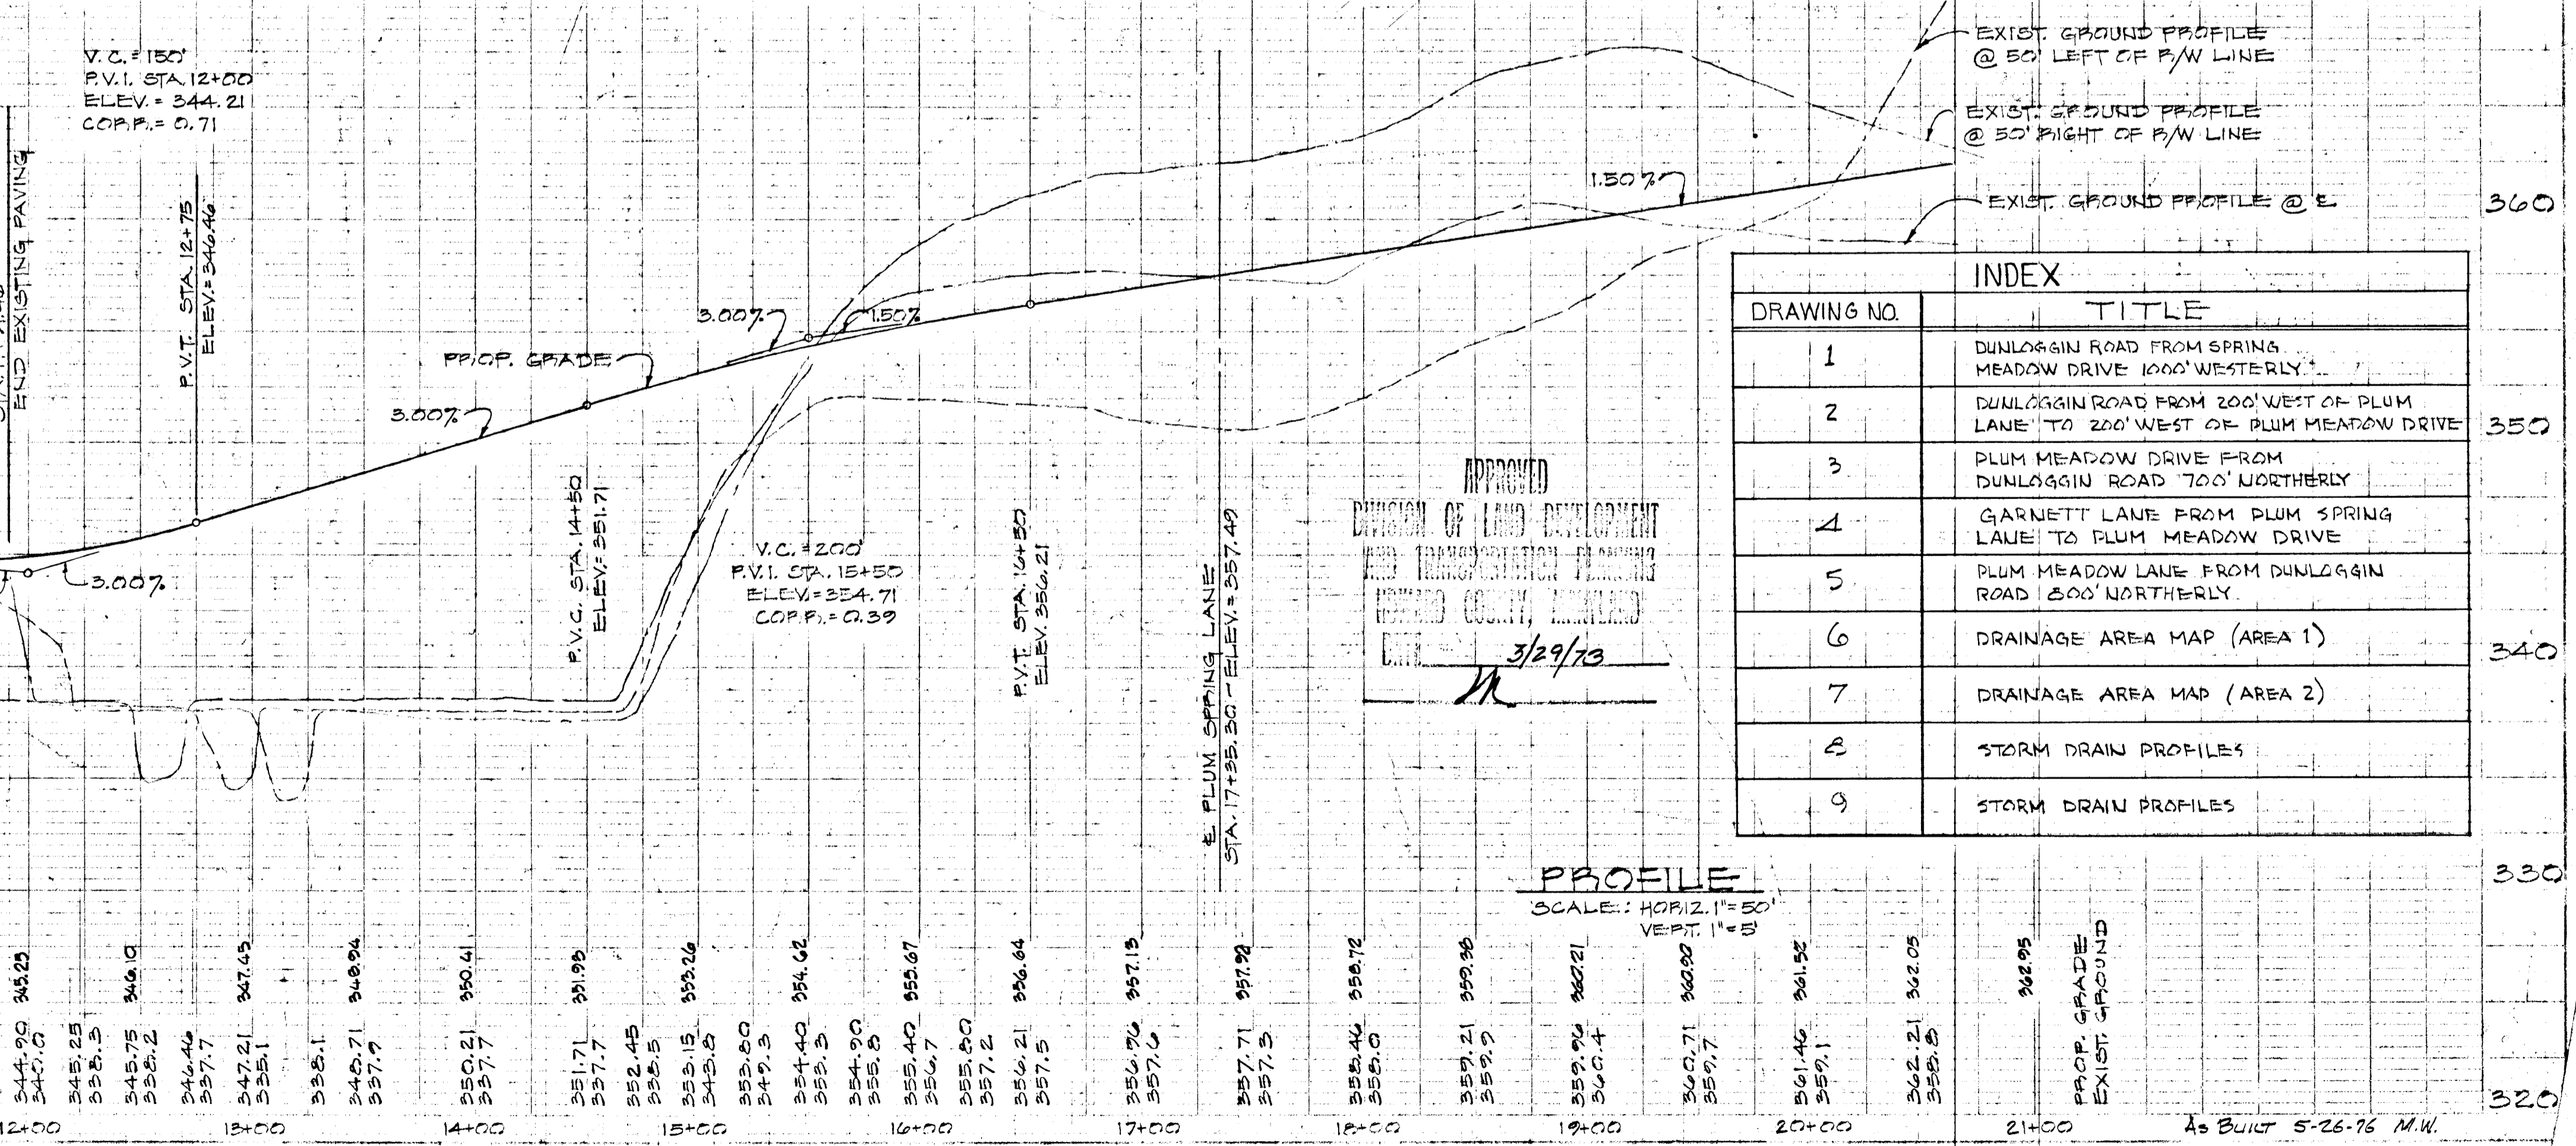 V.C. = 150'
P.V.I. STA. 12+00
ELEV. = 344.21
CORR. = 0.71
END EXISTING PAVING
P.V.T. STA. 12+75
ELEV. = 346.46
3.00%
PROP. GRADE
3.00%
3.00%
1.50%
P.V.C. STA. 14+50
ELEV. = 351.71
V.C. = 200'
P.V.I. STA. 15+50
ELEV. = 354.71
CORR. = 0.39
P.V.T. STA. 16+50
ELEV. 356.21
℄ PLUM SPRING LANE
STA. 17+35.30 - ELEV. = 357.49
1.50%
EXIST. GROUND PROFILE
@ 50' LEFT OF R/W LINE
EXIST. GROUND PROFILE
@ 50' RIGHT OF R/W LINE
EXIST. GROUND PROFILE @ ℄
360
350
340
330
320
INDEX
DRAWING NO. TITLE
1 DUNLOGGIN ROAD FROM SPRING
MEADOW DRIVE 1000' WESTERLY
2 DUNLOGGIN ROAD FROM 200' WEST OF PLUM
LANE TO 200' WEST OF PLUM MEADOW DRIVE
3 PLUM MEADOW DRIVE FROM
DUNLOGGIN ROAD 700' NORTHERLY
4 GARNETT LANE FROM PLUM SPRING
LANE TO PLUM MEADOW DRIVE
5 PLUM MEADOW LANE FROM DUNLOGGIN
ROAD 800' NORTHERLY
6 DRAINAGE AREA MAP (AREA 1)
7 DRAINAGE AREA MAP (AREA 2)
8 STORM DRAIN PROFILES
9 STORM DRAIN PROFILES
APPROVED
DIVISION OF LAND DEVELOPMENT
AND TRANSPORTATION PLANNING
HOWARD COUNTY, MARYLAND
DATE 3/29/73
PROFILE
SCALE: HORIZ. 1"=50'
VERT. 1"=5'
345.25
346.10
347.43
348.94
350.41
351.93
353.26
354.62
355.67
356.64
357.13
357.92
358.72
359.38
360.21
360.90
361.52
362.05
362.95
344.90
340.0
345.25
338.3
345.75
338.2
346.46
337.7
347.21
335.1
338.1
348.71
337.9
350.21
337.7
351.71
337.7
352.45
338.5
353.15
343.8
353.80
349.3
354.40
353.3
354.90
355.8
355.40
356.7
355.80
357.2
356.21
357.5
356.96
357.6
357.71
357.3
358.46
358.0
359.21
359.9
359.96
360.4
360.71
359.7
361.46
359.1
362.21
358.8
PROP. GRADE
EXIST. GROUND
12+00
13+00
14+00
15+00
16+00
17+00
18+00
19+00
20+00
21+00
AS BUILT 5-26-76 M.W.